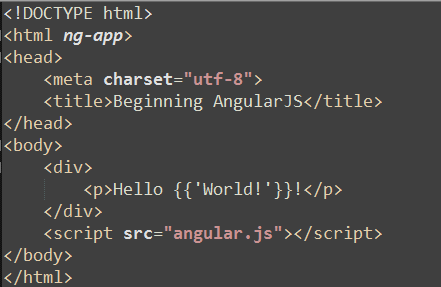 <!DOCTYPE html>
<html ng-app>
<head>
    <meta charset="utf-8">
    <title>Beginning AngularJS</title>
</head>
<body>
    <div>
        <p>Hello {{'World!'}}!</p>
    </div>
    <script src="angular.js"></script>
</body>
</html>